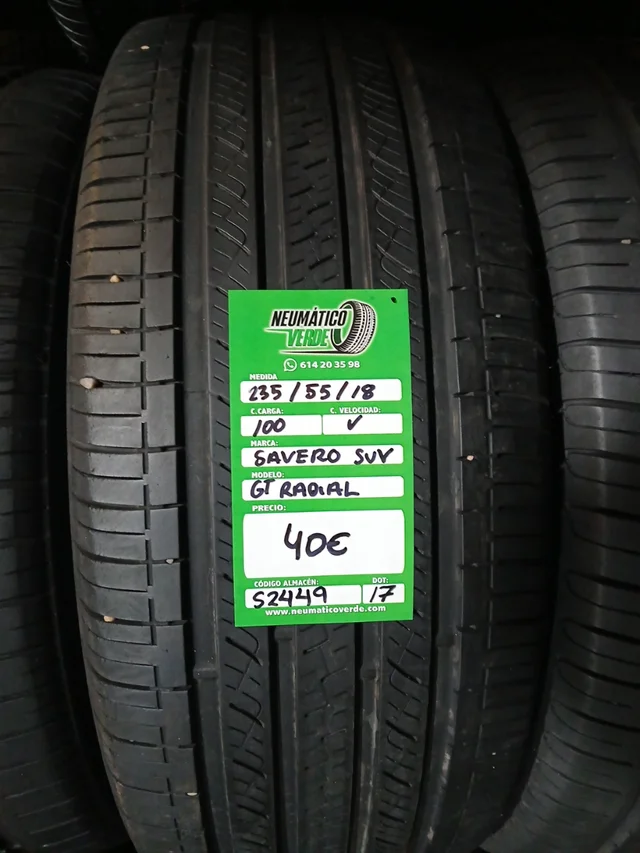 NEUMÁTICO
VERDE
614 20 35 98
MEDIDA
235/55/18
C.CARGA: C. VELOCIDAD:
100 V
MARCA:
SAVERO SUV
MODELO:
GT RADIAL
PRECIO:
40€
CÓDIGO ALMACÉN: DOT:
S2449 17
www.neumaticoverde.com